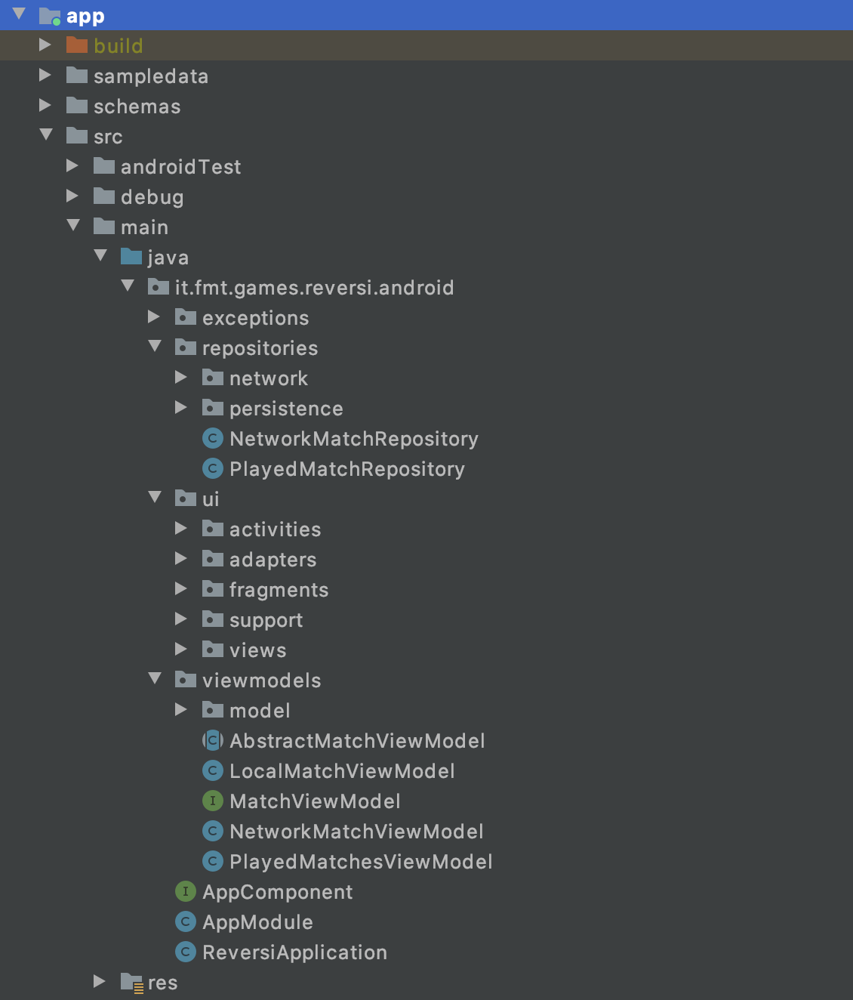 app
build
sampledata
schemas
src
androidTest
debug
main
java
it.fmt.games.reversi.android
exceptions
repositories
network
persistence
C NetworkMatchRepository
C PlayedMatchRepository
ui
activities
adapters
fragments
support
views
viewmodels
model
C AbstractMatchViewModel
C LocalMatchViewModel
I MatchViewModel
C NetworkMatchViewModel
C PlayedMatchesViewModel
I AppComponent
C AppModule
C ReversiApplication
res